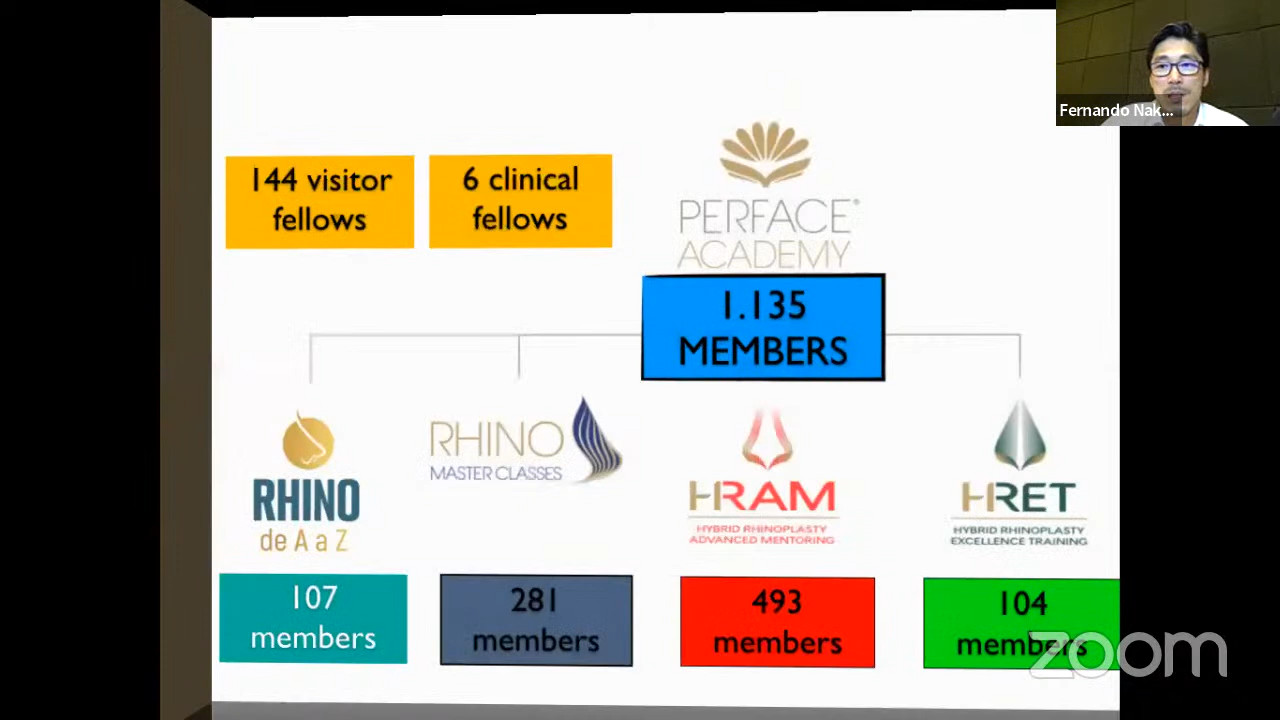 Fernando Nak...
144 visitor
fellows
6 clinical
fellows
PERFACE®
ACADEMY
1.135
MEMBERS
RHINO
de A a Z
107
members
RHINO
MASTER CLASSES
281
members
HRAM
HYBRID RHINOPLASTY
ADVANCED MENTORING
493
members
HRET
HYBRID RHINOPLASTY
EXCELLENCE TRAINING
104
members
zoom